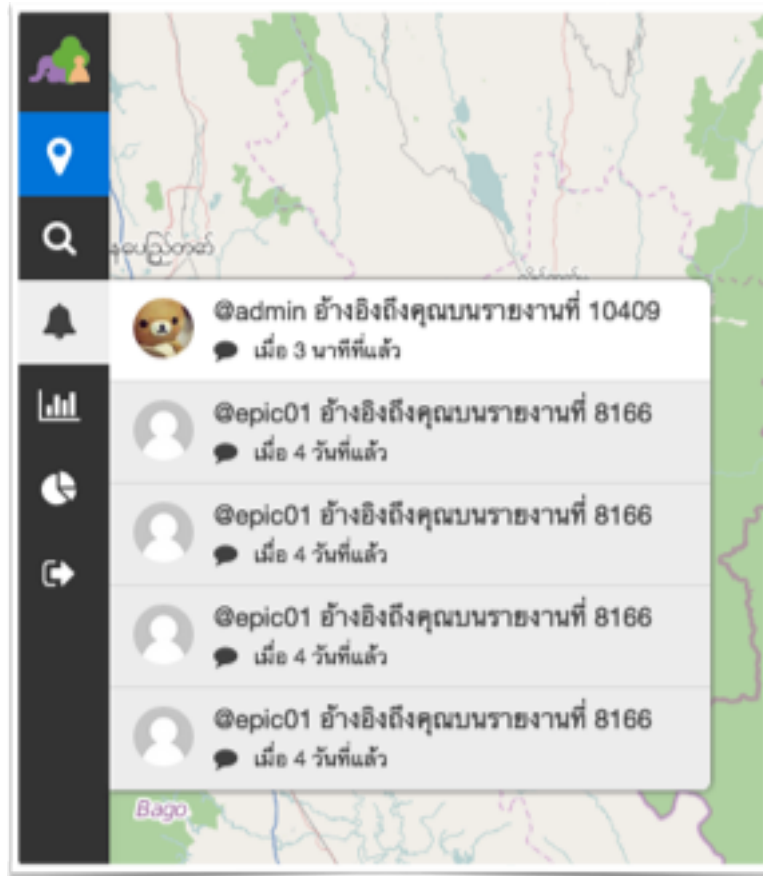 နေပြည်တော်
@admin อ้างอิงถึงคุณบนรายงานที่ 10409
เมื่อ 3 นาทีที่แล้ว
@epic01 อ้างอิงถึงคุณบนรายงานที่ 8166
เมื่อ 4 วันที่แล้ว
@epic01 อ้างอิงถึงคุณบนรายงานที่ 8166
เมื่อ 4 วันที่แล้ว
@epic01 อ้างอิงถึงคุณบนรายงานที่ 8166
เมื่อ 4 วันที่แล้ว
@epic01 อ้างอิงถึงคุณบนรายงานที่ 8166
เมื่อ 4 วันที่แล้ว
Bago